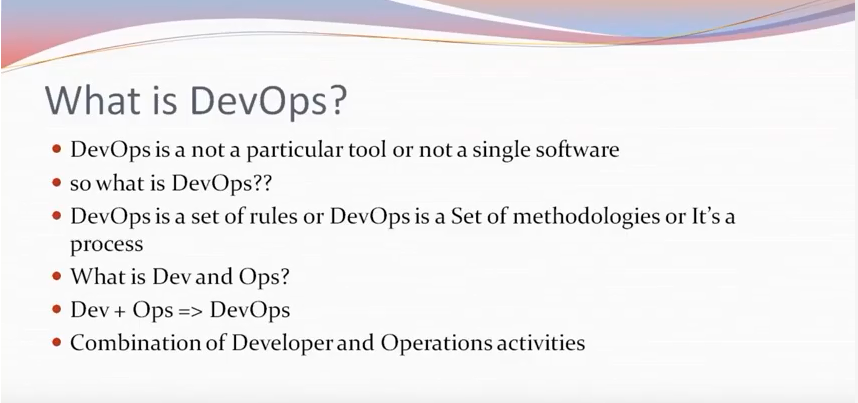 What is DevOps?
• DevOps is a not a particular tool or not a single software
• so what is DevOps??
• DevOps is a set of rules or DevOps is a Set of methodologies or It's a
process
• What is Dev and Ops?
• Dev + Ops => DevOps
• Combination of Developer and Operations activities